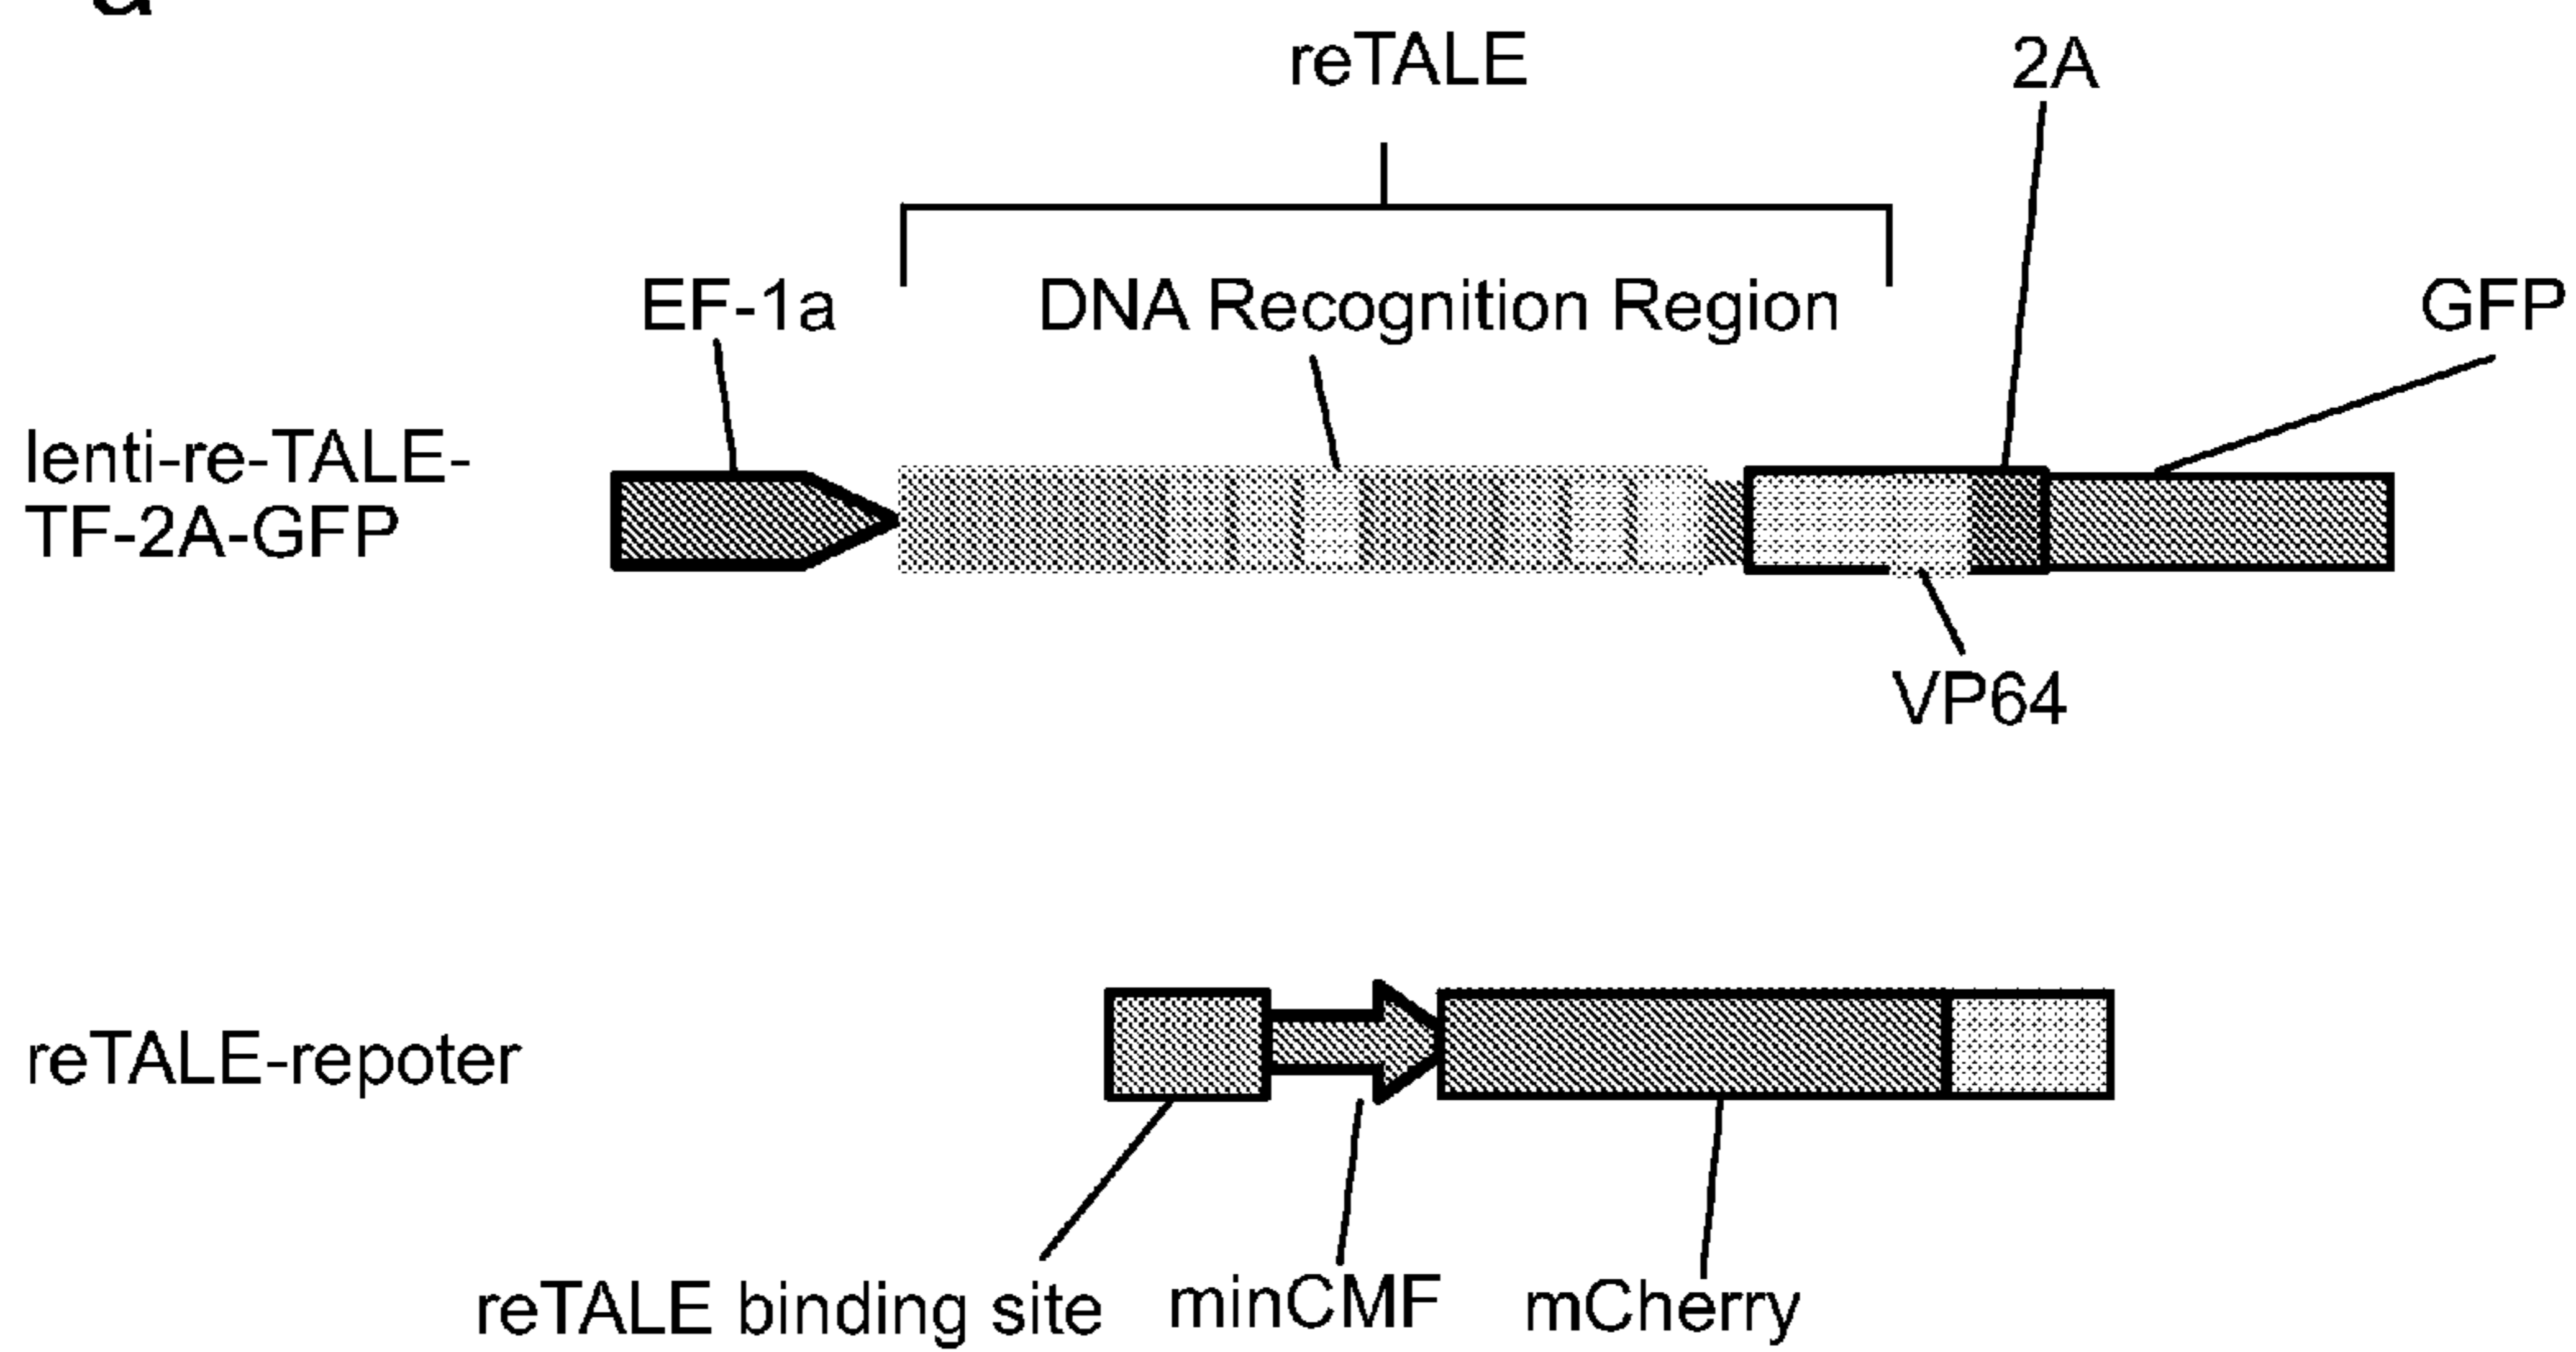 reTALE
2A
EF-1a
DNA Recognition Region
GFP
lenti-re-TALE-
TF-2A-GFP
VP64
reTALE-repoter
reTALE binding site
minCMF
mCherry